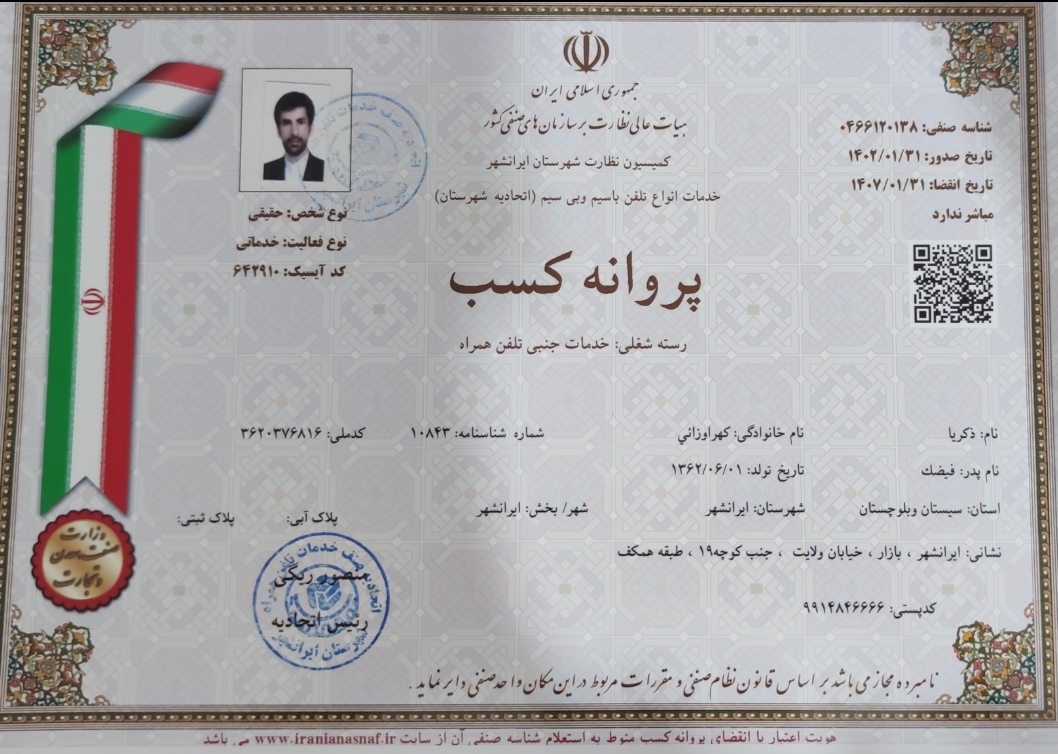 جمهوری اسلامی ایران
هیات عالی نظارت بر سازمان های صنفی کشور
کمیسیون نظارت شهرستان ایرانشهر
خدمات انواع تلفن باسیم وبی سیم (اتحادیه شهرستان)
شناسه صنفی: ۰۴۶۶۱۲۰۱۳۸
تاریخ صدور: ۱۴۰۲/۰۱/۳۱
تاریخ انقضا: ۱۴۰۷/۰۱/۳۱
مباشر ندارد
نوع شخص: حقیقی
نوع فعالیت: خدماتی
کد آیسیک: ۶۴۲۹۱۰
پروانه کسب
رسته شغلی: خدمات جنبی تلفن همراه
نام: ذکریا نام خانوادگی: کهراوزائي شماره شناسنامه: ۱۰۸۴۳ کدملی: ۳۶۲۰۳۷۶۸۱۶
نام پدر: فیضك تاریخ تولد: ۱۳۶۲/۰۶/۰۱
استان: سیستان وبلوچستان شهرستان: ایرانشهر شهر/ بخش: ایرانشهر پلاک آبی: پلاک ثبتی:
نشانی: ایرانشهر ، بازار ، خیابان ولایت ، جنب کوچه۱۹ ، طبقه همکف
کدپستی: ۹۹۱۴۸۴۶۶۶۶
وزارت
صنعت معدن
و تجارت
منصور ریگی
رئیس اتحادیه
نامبرده مجاز می باشد بر اساس قانون نظام صنفی و مقررات مربوط در این مکان واحد صنفی دایر نماید .
هویت اعتبار یا انقضای پروانه کسب منوط به استعلام شناسه صنفی آن از سایت www.iranianasnaf.ir می باشد